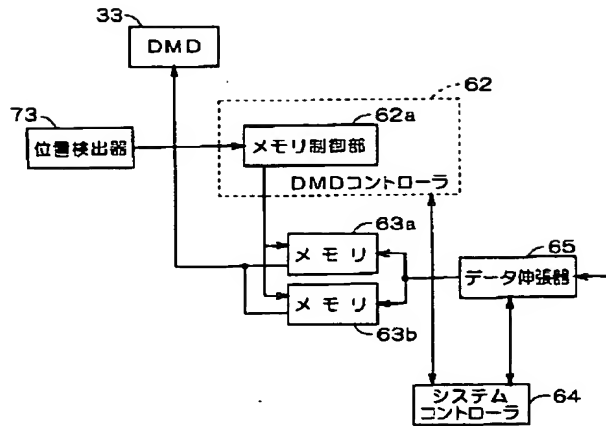 33
DMD
62
73
62a
位置検出器
メモリ制御部
DMDコントローラ
63a
メモリ
65
データ伸張器
メモリ
63b
システム
コントローラ
64